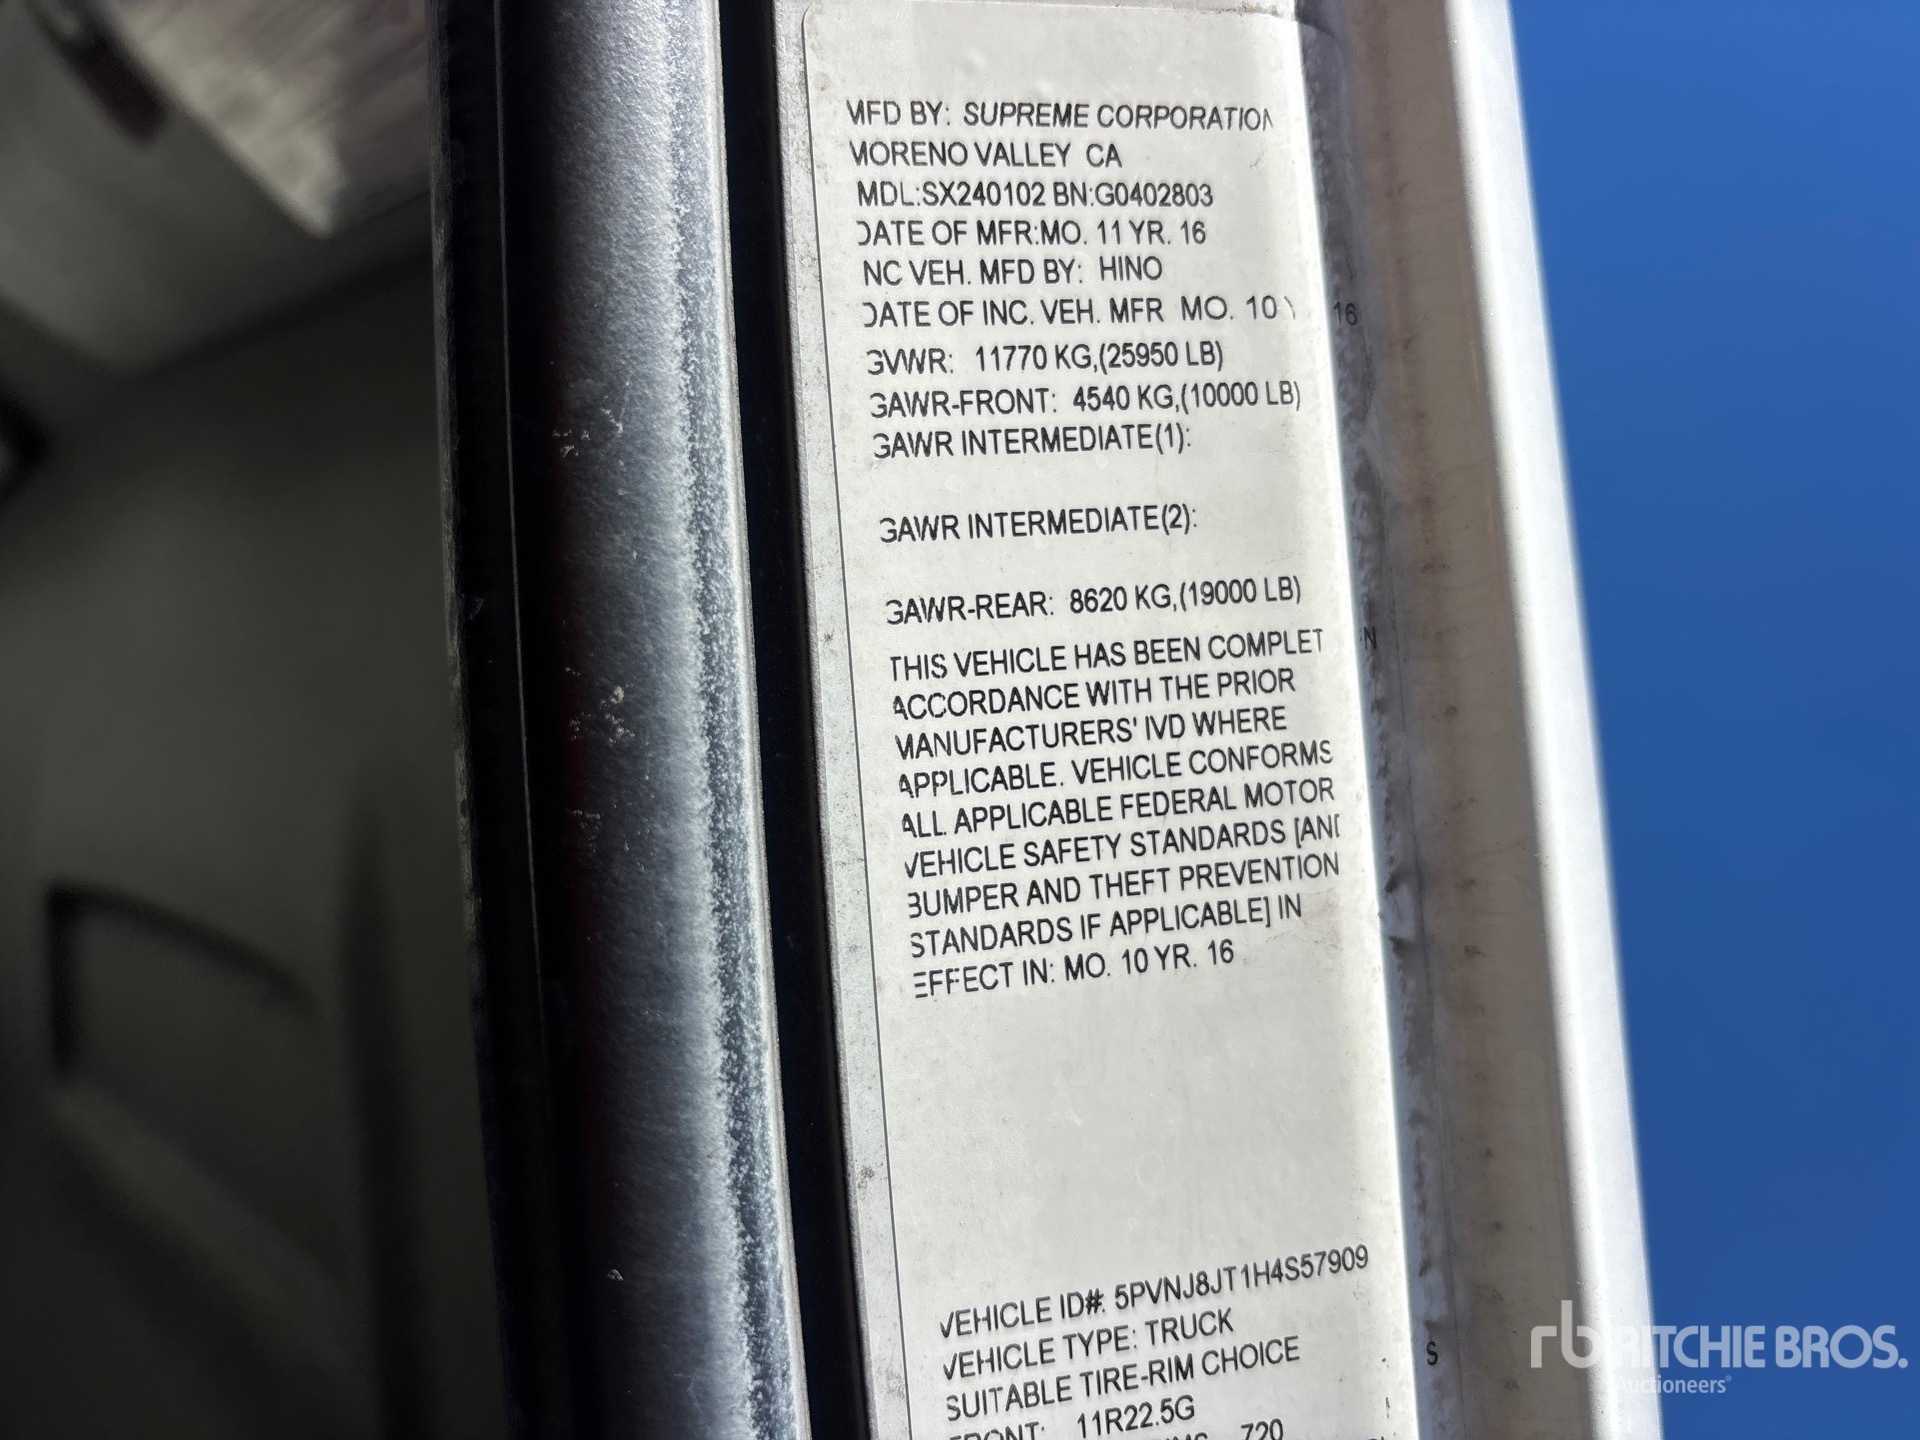 MFD BY: SUPREME CORPORATION
MORENO VALLEY CA
MDL:SX240102 BN:G0402803
DATE OF MFR:MO. 11 YR. 16
NC VEH. MFD BY: HINO
DATE OF INC. VEH. MFR MO. 10 Y 16
GVWR: 11770 KG,(25950 LB)
GAWR-FRONT: 4540 KG,(10000 LB)
GAWR INTERMEDIATE(1):
GAWR INTERMEDIATE(2):
GAWR-REAR: 8620 KG,(19000 LB)
THIS VEHICLE HAS BEEN COMPLET N
ACCORDANCE WITH THE PRIOR
MANUFACTURERS' IVD WHERE
APPLICABLE. VEHICLE CONFORMS
ALL APPLICABLE FEDERAL MOTOR
VEHICLE SAFETY STANDARDS [AND
BUMPER AND THEFT PREVENTION
STANDARDS IF APPLICABLE] IN
EFFECT IN: MO. 10 YR. 16
VEHICLE ID#: 5PVNJ8JT1H4S57909
VEHICLE TYPE: TRUCK
SUITABLE TIRE-RIM CHOICE S
FRONT: 11R22.5G
720
rb RITCHIE BROS.
Auctioneers